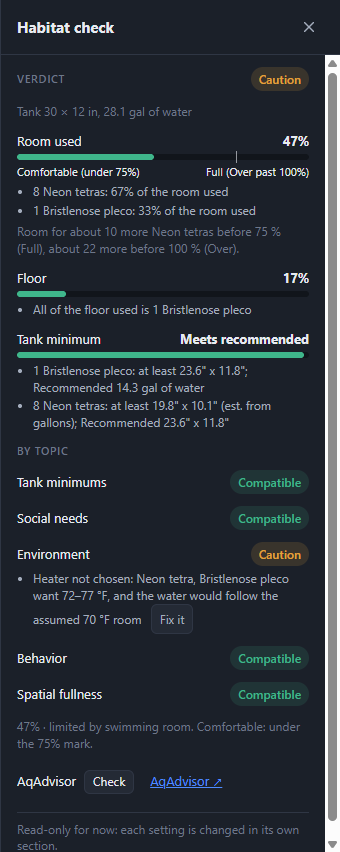 Habitat check
VERDICT
Caution
Tank 30 × 12 in, 28.1 gal of water
Room used
47%
Comfortable (under 75%)
Full (Over past 100%)
• 8 Neon tetras: 67% of the room used
• 1 Bristlenose pleco: 33% of the room used
Room for about 10 more Neon tetras before 75 %
(Full), about 22 more before 100 % (Over).
Floor
17%
• All of the floor used is 1 Bristlenose pleco
Tank minimum
Meets recommended
• 1 Bristlenose pleco: at least 23.6" x 11.8";
Recommended 14.3 gal of water
• 8 Neon tetras: at least 19.8" x 10.1" (est. from
gallons); Recommended 23.6" x 11.8"
BY TOPIC
Tank minimums
Compatible
Social needs
Compatible
Environment
Caution
• Heater not chosen: Neon tetra, Bristlenose pleco
want 72–77 °F, and the water would follow the
assumed 70 °F room
Fix it
Behavior
Compatible
Spatial fullness
Compatible
47% · limited by swimming room. Comfortable: under
the 75% mark.
AqAdvisor
Check
AqAdvisor ↗
Read-only for now: each setting is changed in its own
section.